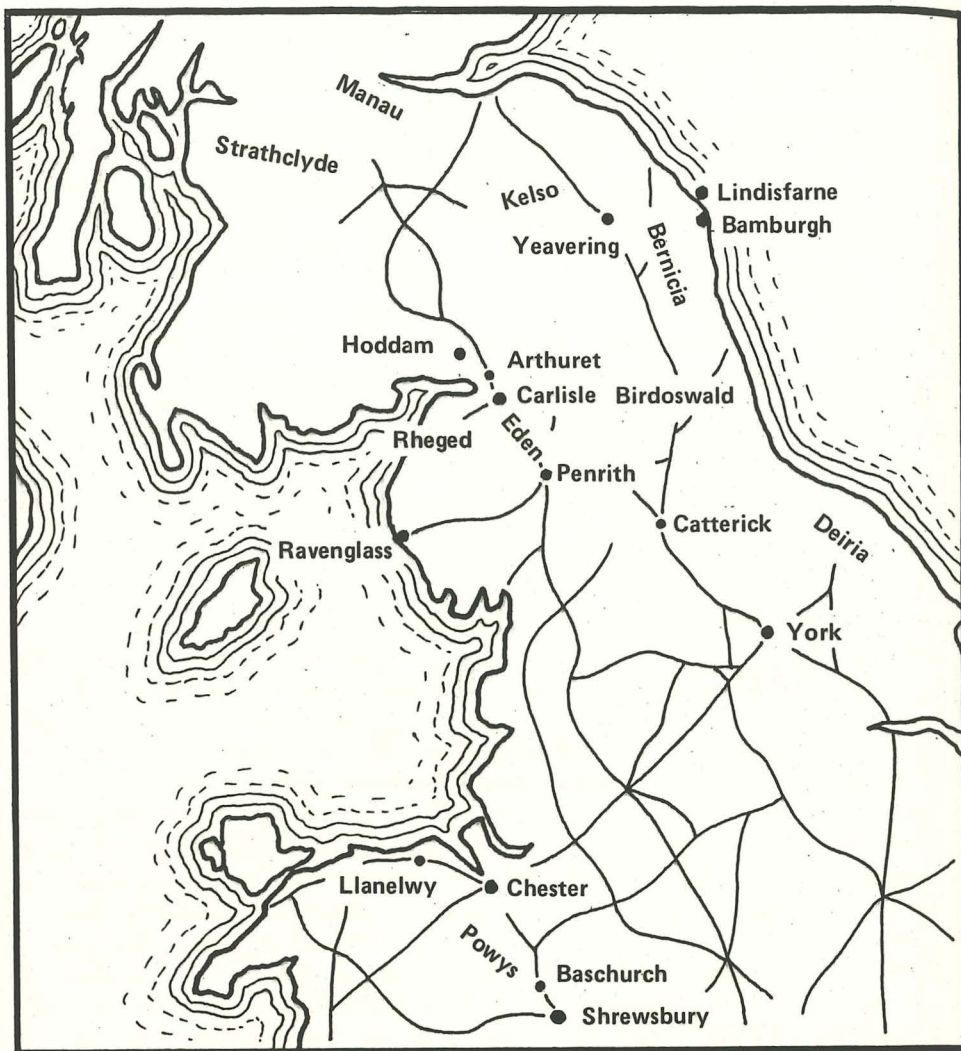 Manau
Strathclyde
Kelso
Lindisfarne
Bamburgh
Yeavering
Bernicia
Hoddam
Arthuret
Carlisle
Birdoswald
Rheged
Eden
Penrith
Catterick
Deiria
Ravenglass
York
Llanelwy
Chester
Powys
Baschurch
Shrewsbury